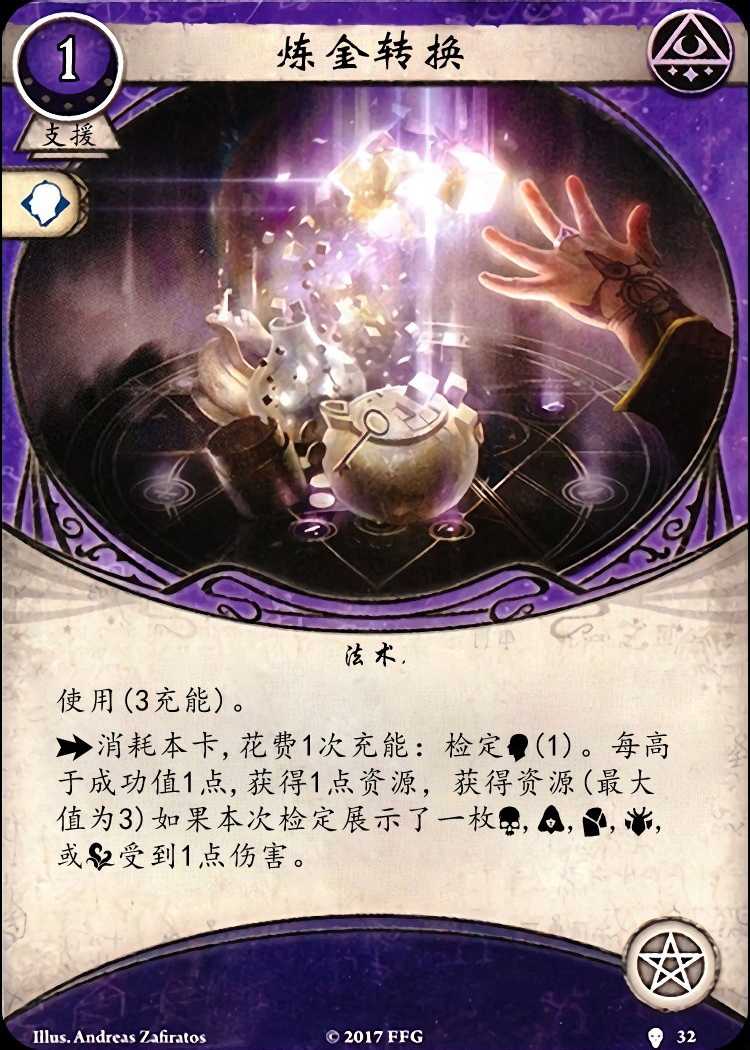 1
炼金转换
支援
法术.
使用(3充能)。
消耗本卡,花费1次充能: 检定(1)。每高
于成功值1点,获得1点资源, 获得资源(最大
值为3)如果本次检定展示了一枚, , , ,
或受到1点伤害。
Illus. Andreas Zafiratos
© 2017 FFG
32